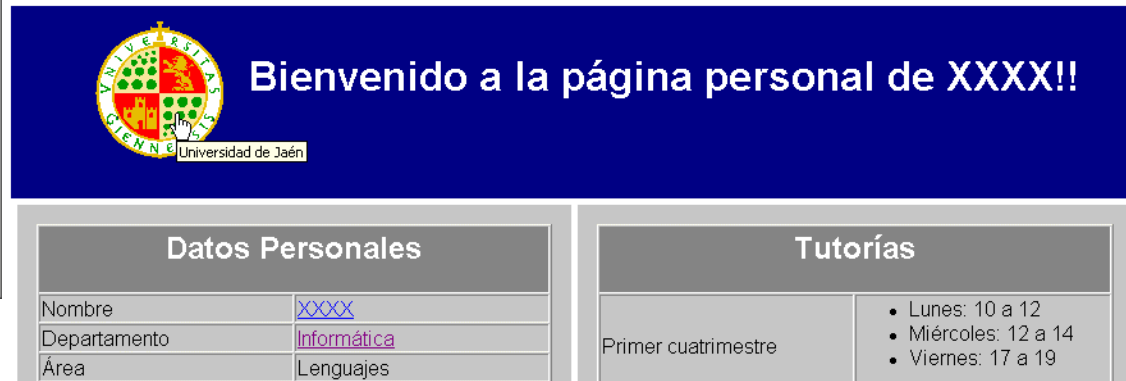 UNIVERSITAS GIENNENSIS
Bienvenido a la página personal de XXXX!!
Universidad de Jaén
Datos Personales
Nombre XXXX
Departamento Informática
Área Lenguajes
Tutorías
Primer cuatrimestre
Lunes: 10 a 12
Miércoles: 12 a 14
Viernes: 17 a 19